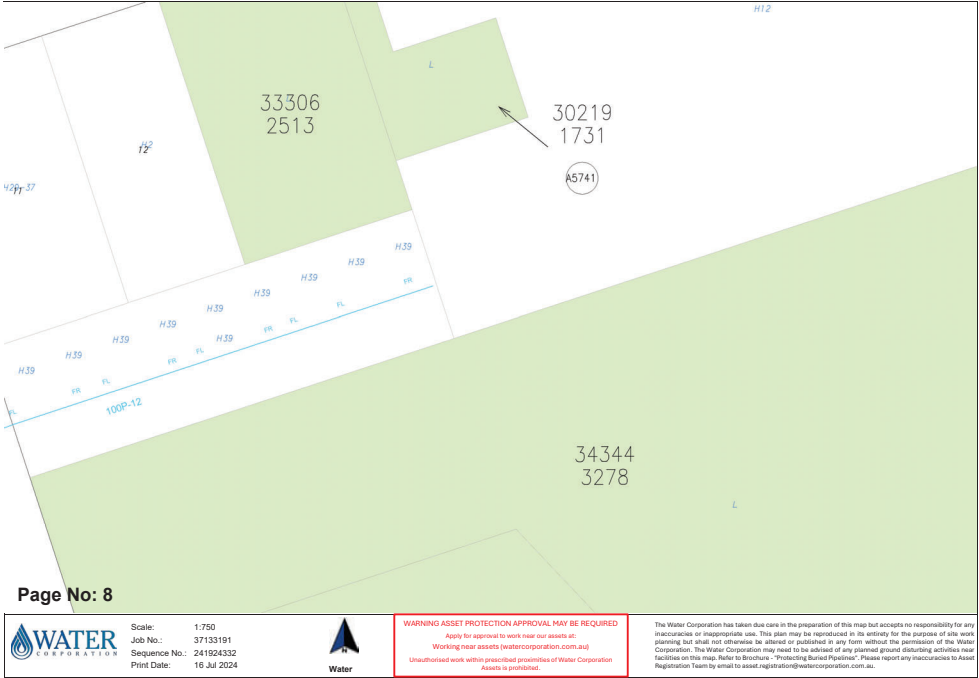 H12
L
33306
2513
30219
1731
A5741
H2
12
H29-37
11
H39
H39
H39
H39
H39
H39
H39
H39
H39
H39
FR
FL
FR
FL
FR
FL
FR
FL
FL
100P-12
34344
3278
L
Page No: 8
WATER
CORPORATION
Scale: 1:750
Job No.: 37133191
Sequence No.: 241924332
Print Date: 16 Jul 2024
N
Water
WARNING ASSET PROTECTION APPROVAL MAY BE REQUIRED
Apply for approval to work near our assets at:
Working near assets (watercorporation.com.au)
Unauthorised work within prescribed proximities of Water Corporation
Assets is prohibited.
The Water Corporation has taken due care in the preparation of this map but accepts no responsibility for any
inaccuracies or inappropriate use. This plan may be reproduced in its entirety for the purpose of site work
planning but shall not otherwise be altered or published in any form without the permission of the Water
Corporation. The Water Corporation may need to be advised of any planned ground disturbing activities near
facilities on this map. Refer to Brochure - "Protecting Buried Pipelines". Please report any inaccuracies to Asset
Registration Team by email to asset.registration@watercorporation.com.au.